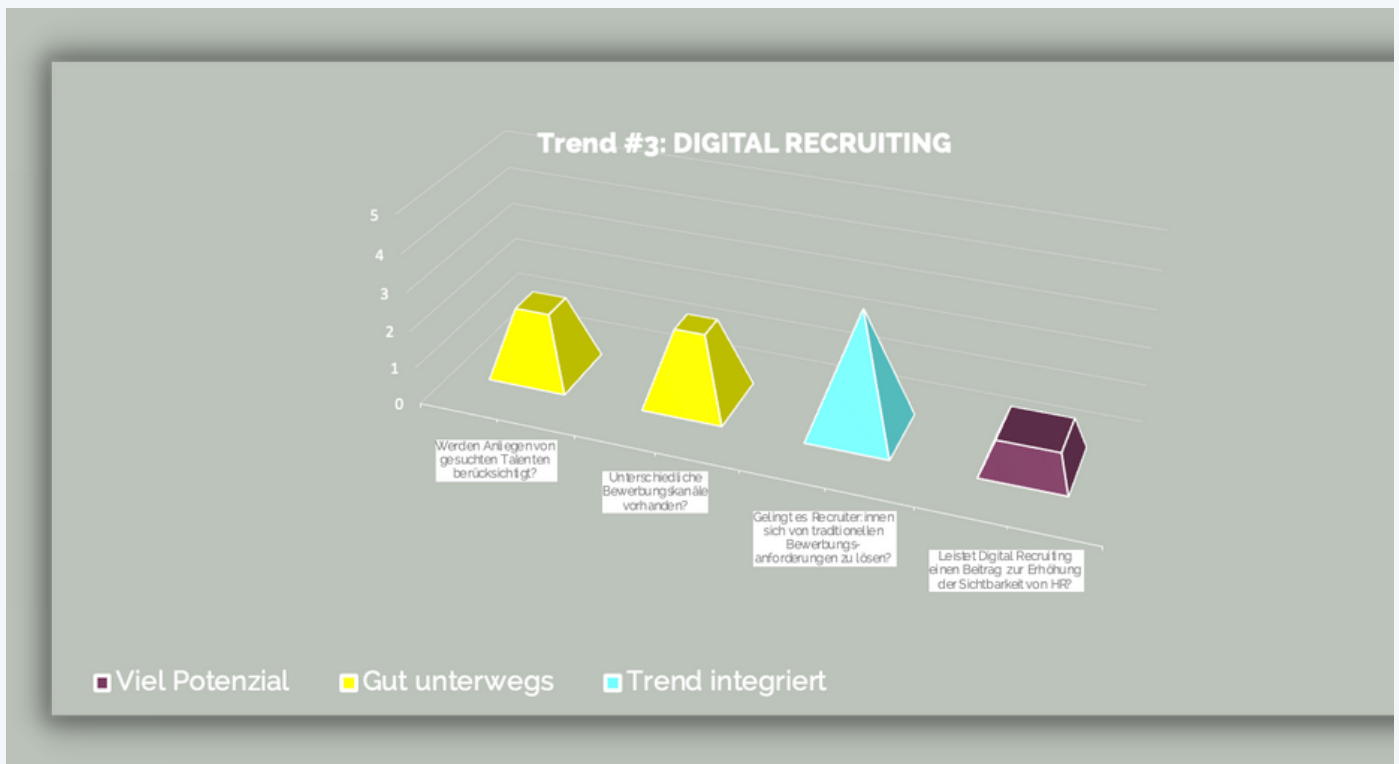 Trend #3: DIGITAL RECRUITING
5
4
3
2
1
0
Werden Anliegen von
gesuchten Talenten
berücksichtigt?
Unterschiedliche
Bewerbungskanäle
vorhanden?
Gelingt es Recruiter:innen
sich von traditionellen
Bewerbungs-
anforderungen zu lösen?
Leistet Digital Recruiting
einen Beitrag zur Erhöhung
der Sichtbarkeit von HR?
Viel Potenzial
Gut unterwegs
Trend integriert